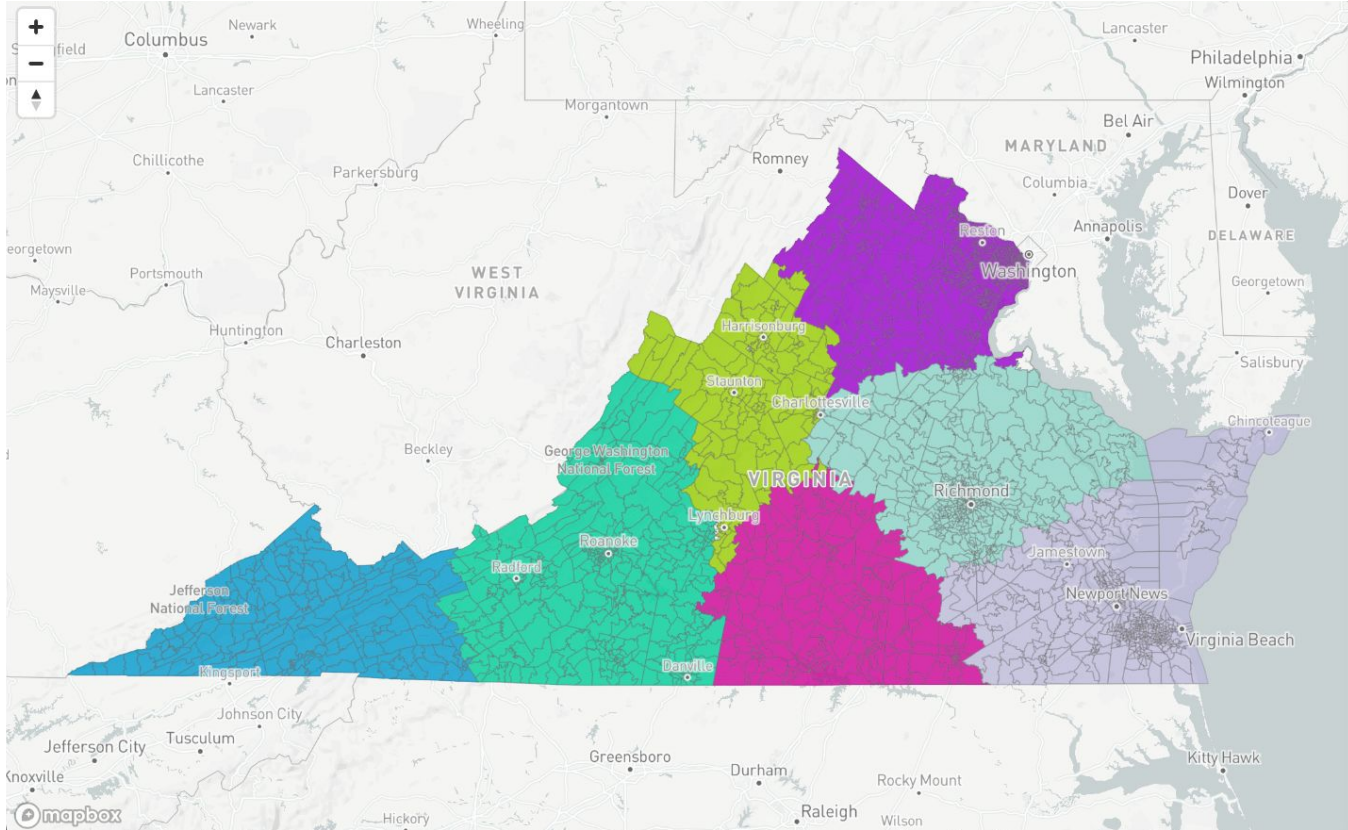 +
Newark
Wheeling
Lancaster
Columbus
Philadelphia
−
Wilmington
Lancaster
Morgantown
Bel Air
MARYLAND
Romney
Chillicothe
Parkersburg
Columbia
Dover
Annapolis
Reston
DELAWARE
Washington
WEST
VIRGINIA
Portsmouth
Georgetown
Maysville
Huntington
Harrisonburg
Charleston
Salisbury
Staunton
Charlottesville
Chincoteague
Beckley
George Washington
National Forest
VIRGINIA
Richmond
Lynchburg
Roanoke
Jamestown
Radford
Jefferson
National Forest
Newport News
Virginia Beach
Danville
Kingsport
Johnson City
Tusculum
Jefferson City
Greensboro
Kitty Hawk
Durham
Knoxville
Rocky Mount
Raleigh
Wilson
Hickory
mapbox